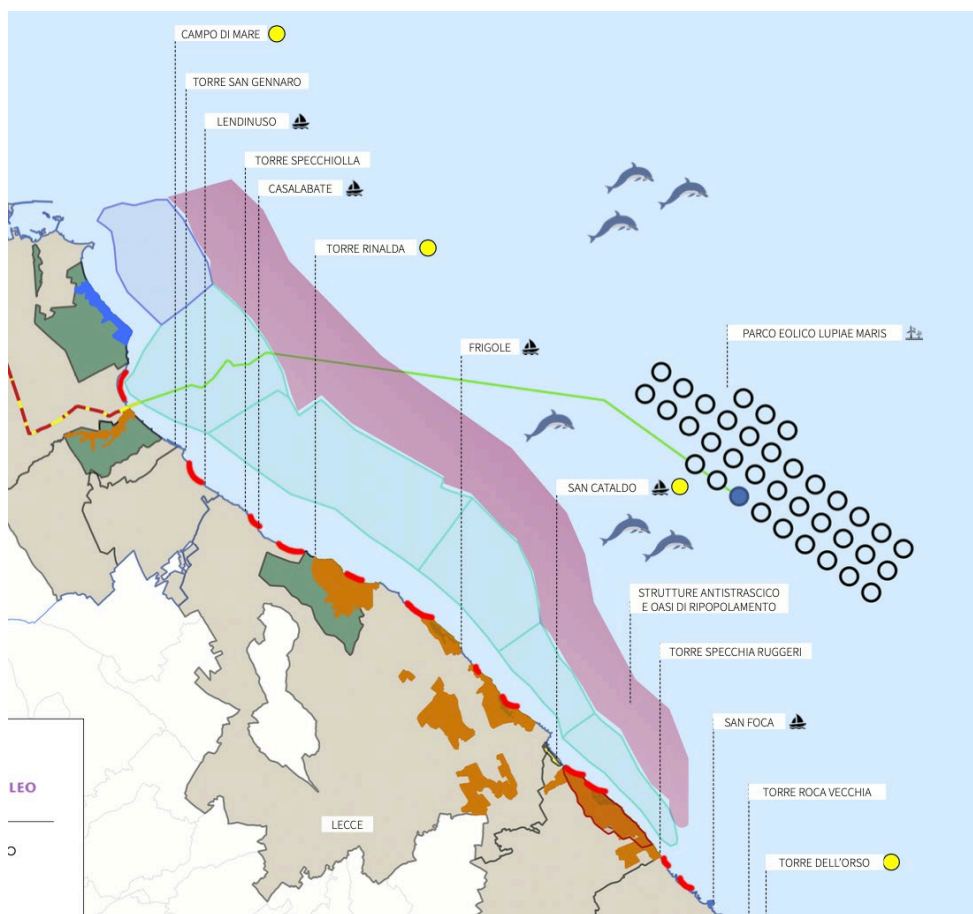 CAMPO DI MARE
TORRE SAN GENNARO
LENDINUSO
TORRE SPECCHIOLLA
CASALABATE
TORRE RINALDA
PARCO EOLICO LUPIAE MARIS
FRIGOLE
SAN CATALDO
STRUTTURE ANTISTRASCICO
E OASI DI RIPOPOLAMENTO
TORRE SPECCHIA RUGGERI
SAN FOCA
LEO
TORRE ROCA VECCHIA
LECCE
O
TORRE DELL'ORSO